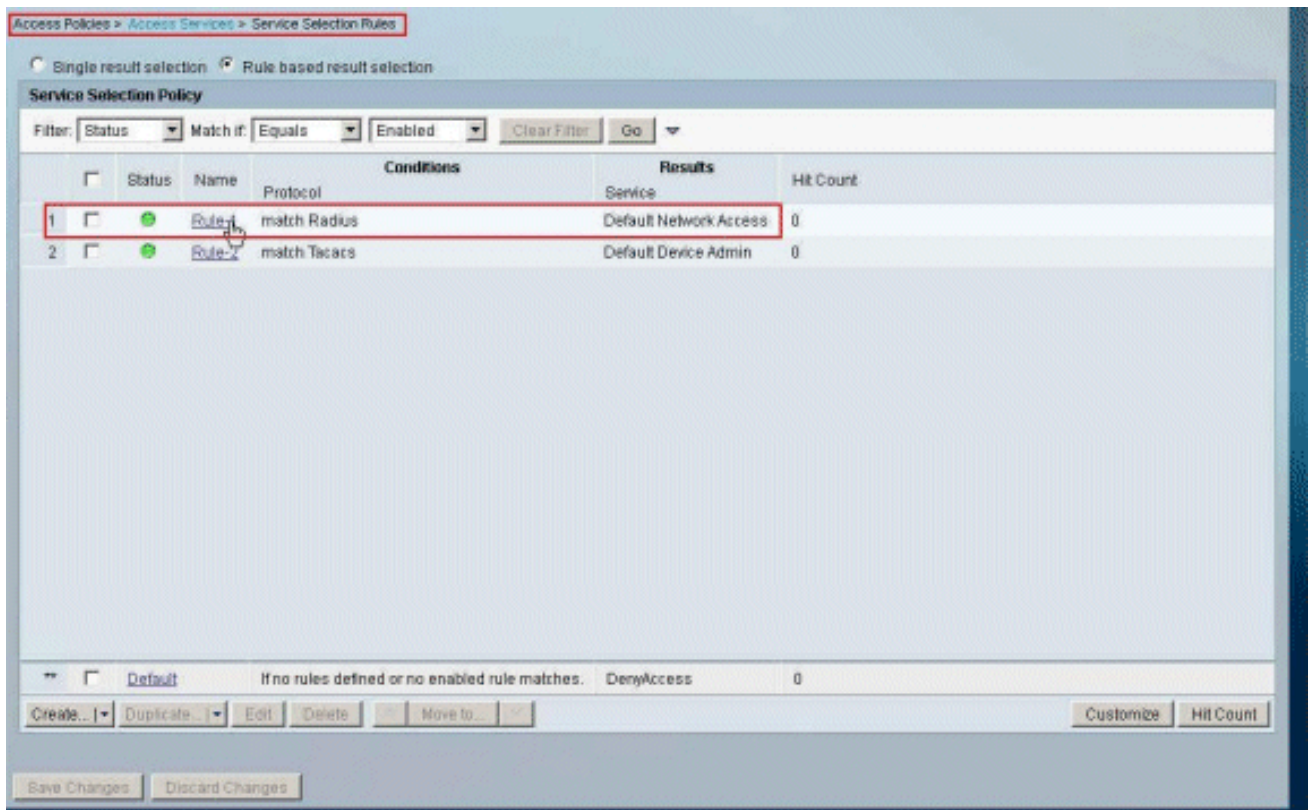 Access Policies > Access Services > Service Selection Rules
Single result selection Rule based result selection
Service Selection Policy
Filter: Status Match if: Equals Enabled Clear Filter Go
Conditions Results
Status Name Protocol Service Hit Count
1 Rule-1 match Radius Default Network Access 0
2 Rule-2 match Tacacs Default Device Admin 0
** Default If no rules defined or no enabled rule matches. DenyAccess 0
Create... Duplicate... Edit Delete Move to... Customize Hit Count
Save Changes Discard Changes